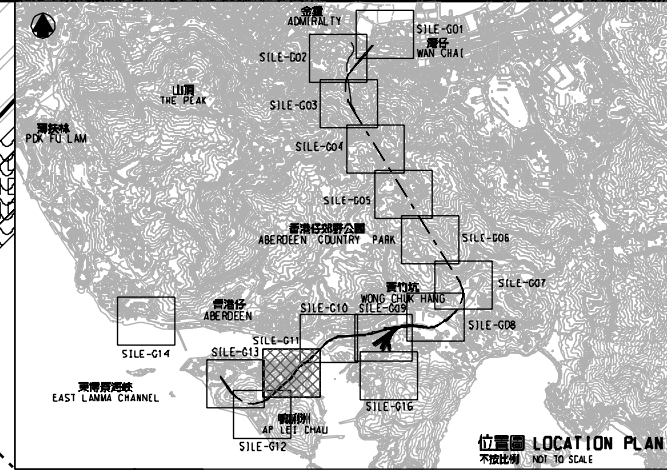 金鐘
ADMIRALTY
SILE-G01
灣仔
WAN CHAI
SILE-G02
山頂
THE PEAK
SILE-G03
薄扶林
POK FU LAM
SILE-G04
SILE-G05
香港仔郊野公園
ABERDEEN COUNTRY PARK
SILE-G06
SILE-G07
黃竹坑
WONG CHUK HANG
香港仔
ABERDEEN
SILE-G10
SILE-G09
SILE-G08
SILE-G14
SILE-G13
SILE-G11
東博寮海峽
EAST LAMMA CHANNEL
SILE-G16
鴨脷洲
AP LEI CHAU
SILE-G12
位置圖 LOCATION PLAN
不按比例 NOT TO SCALE